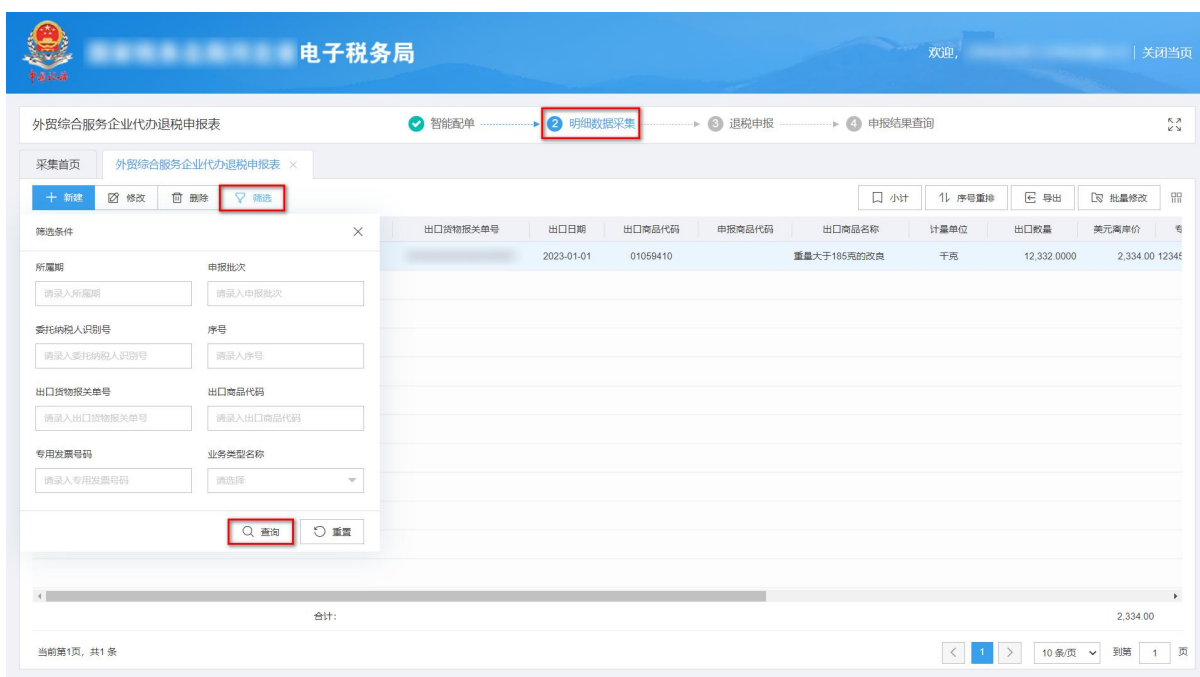 电子税务局
欢迎,
| 关闭当页
中国税务
外贸综合服务企业代办退税申报表
智能配单
2 明细数据采集
3 退税申报
4 申报结果查询
采集首页
外贸综合服务企业代办退税申报表 ×
新建 修改 删除 筛选
小计 序号重排 导出 批量修改
筛选条件
出口货物报关单号 出口日期 出口商品代码 申报商品代码 出口商品名称 计量单位 出口数量 美元离岸价
2023-01-01 01059410 重量大于185克的改良 千克 12,332.0000 2,334.00 12345
所属期 申报批次
请录入所属期 请录入申报批次
委托纳税人识别号 序号
请录入委托纳税人识别号 请录入序号
出口货物报关单号 出口商品代码
请录入出口货物报关单号 请录入出口商品代码
专用发票号码 业务类型名称
请录入专用发票号码 请选择
查询 重置
合计: 2,334.00
当前第1页, 共1 条
1 10 条/页 到第 1 页